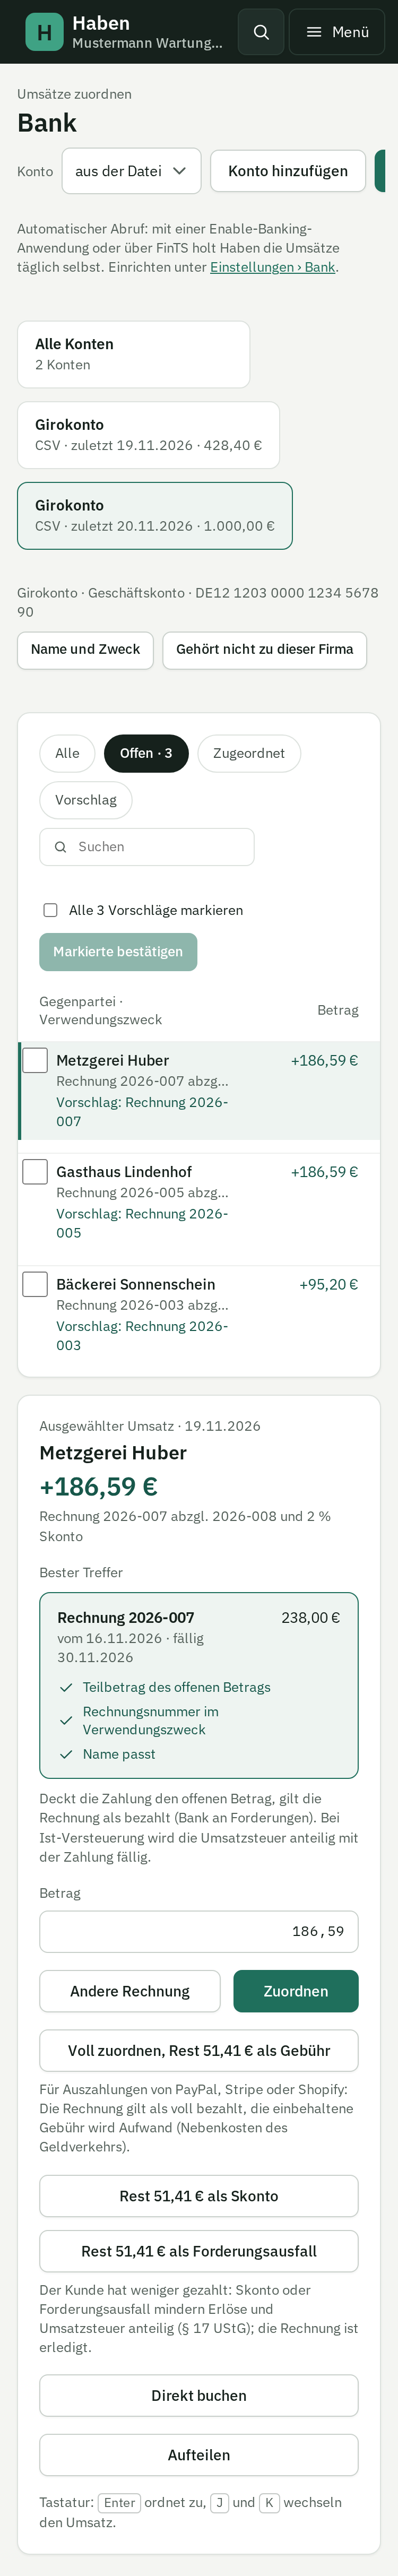 H
Haben
Mustermann Wartung...
Menü
Umsätze zuordnen
Bank
Konto
aus der Datei
Konto hinzufügen
Automatischer Abruf: mit einer Enable-Banking-
Anwendung oder über FinTS holt Haben die Umsätze
täglich selbst. Einrichten unter Einstellungen › Bank.
Alle Konten
2 Konten
Girokonto
CSV · zuletzt 19.11.2026 · 428,40 €
Girokonto
CSV · zuletzt 20.11.2026 · 1.000,00 €
Girokonto · Geschäftskonto · DE12 1203 0000 1234 5678
90
Name und Zweck
Gehört nicht zu dieser Firma
Alle
Offen · 3
Zugeordnet
Vorschlag
Suchen
Alle 3 Vorschläge markieren
Markierte bestätigen
Gegenpartei ·
Verwendungszweck
Betrag
Metzgerei Huber
+186,59 €
Rechnung 2026-007 abzg...
Vorschlag: Rechnung 2026-
007
Gasthaus Lindenhof
+186,59 €
Rechnung 2026-005 abzg...
Vorschlag: Rechnung 2026-
005
Bäckerei Sonnenschein
+95,20 €
Rechnung 2026-003 abzg...
Vorschlag: Rechnung 2026-
003
Ausgewählter Umsatz · 19.11.2026
Metzgerei Huber
+186,59 €
Rechnung 2026-007 abzgl. 2026-008 und 2 %
Skonto
Bester Treffer
Rechnung 2026-007
238,00 €
vom 16.11.2026 · fällig
30.11.2026
Teilbetrag des offenen Betrags
Rechnungsnummer im
Verwendungszweck
Name passt
Deckt die Zahlung den offenen Betrag, gilt die
Rechnung als bezahlt (Bank an Forderungen). Bei
Ist-Versteuerung wird die Umsatzsteuer anteilig mit
der Zahlung fällig.
Betrag
186,59
Andere Rechnung
Zuordnen
Voll zuordnen, Rest 51,41 € als Gebühr
Für Auszahlungen von PayPal, Stripe oder Shopify:
Die Rechnung gilt als voll bezahlt, die einbehaltene
Gebühr wird Aufwand (Nebenkosten des
Geldverkehrs).
Rest 51,41 € als Skonto
Rest 51,41 € als Forderungsausfall
Der Kunde hat weniger gezahlt: Skonto oder
Forderungsausfall mindern Erlöse und
Umsatzsteuer anteilig (§ 17 UStG); die Rechnung ist
erledigt.
Direkt buchen
Aufteilen
Tastatur: Enter ordnet zu, J und K wechseln
den Umsatz.